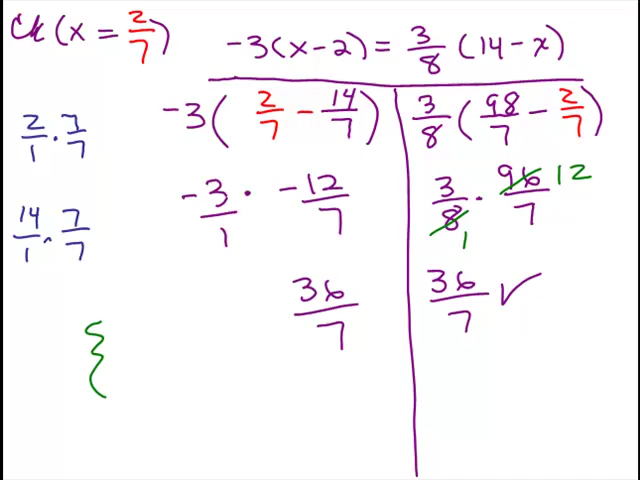 ck (x = 2/7)
-3(x-2) = 3/8 (14-x)
-3( 2/7 - 14/7 ) 3/8 ( 98/7 - 2/7 )
2/1 · 7/7
-3/1 · -12/7 3/8 · 96/7 12
1
14/1 · 7/7
36/7 36/7 ✓
{